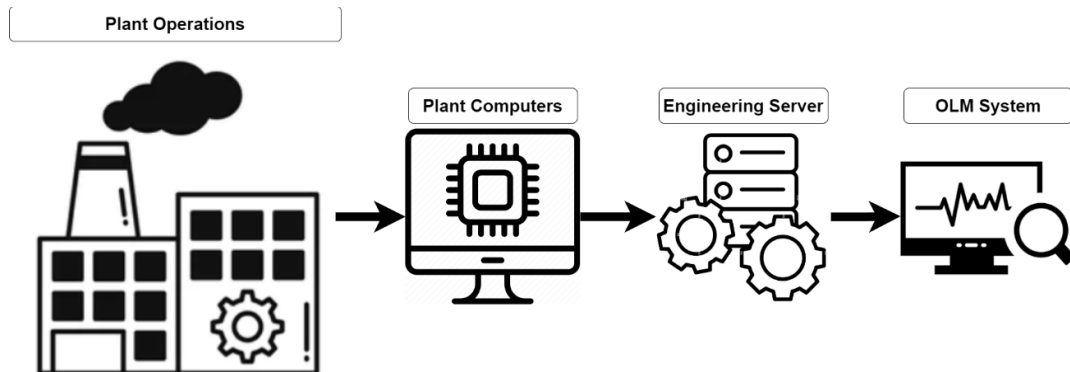 Plant Operations
Plant Computers
Engineering Server
OLM System